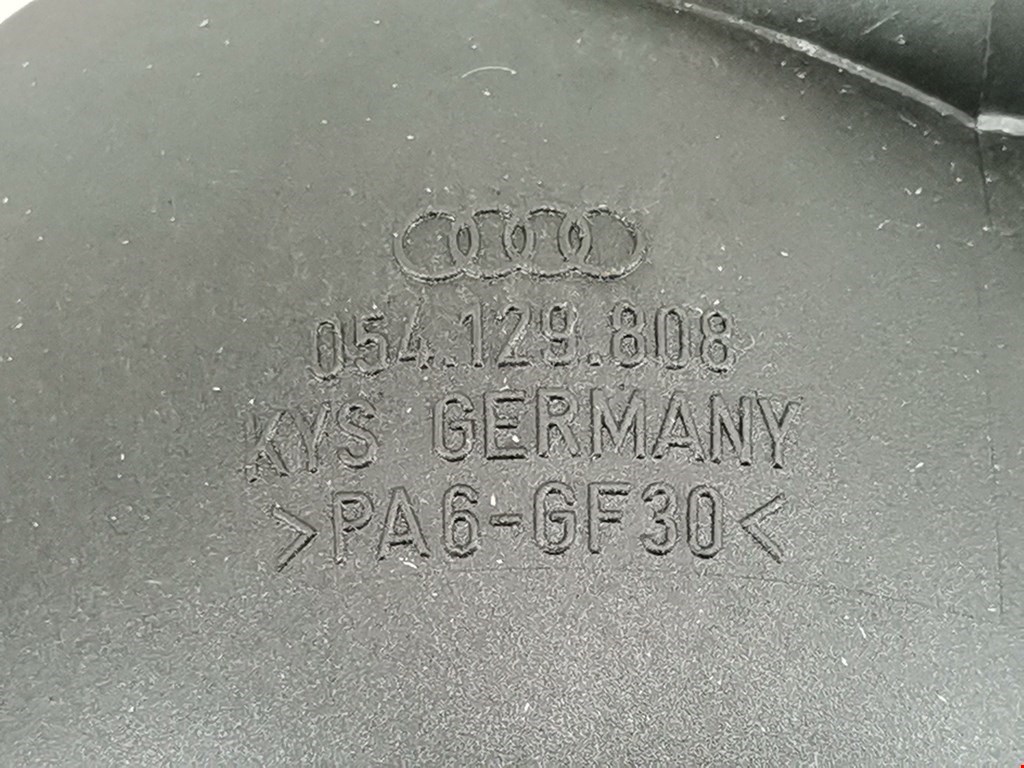 054.129.808
KYS GERMANY
>PA6-GF30<